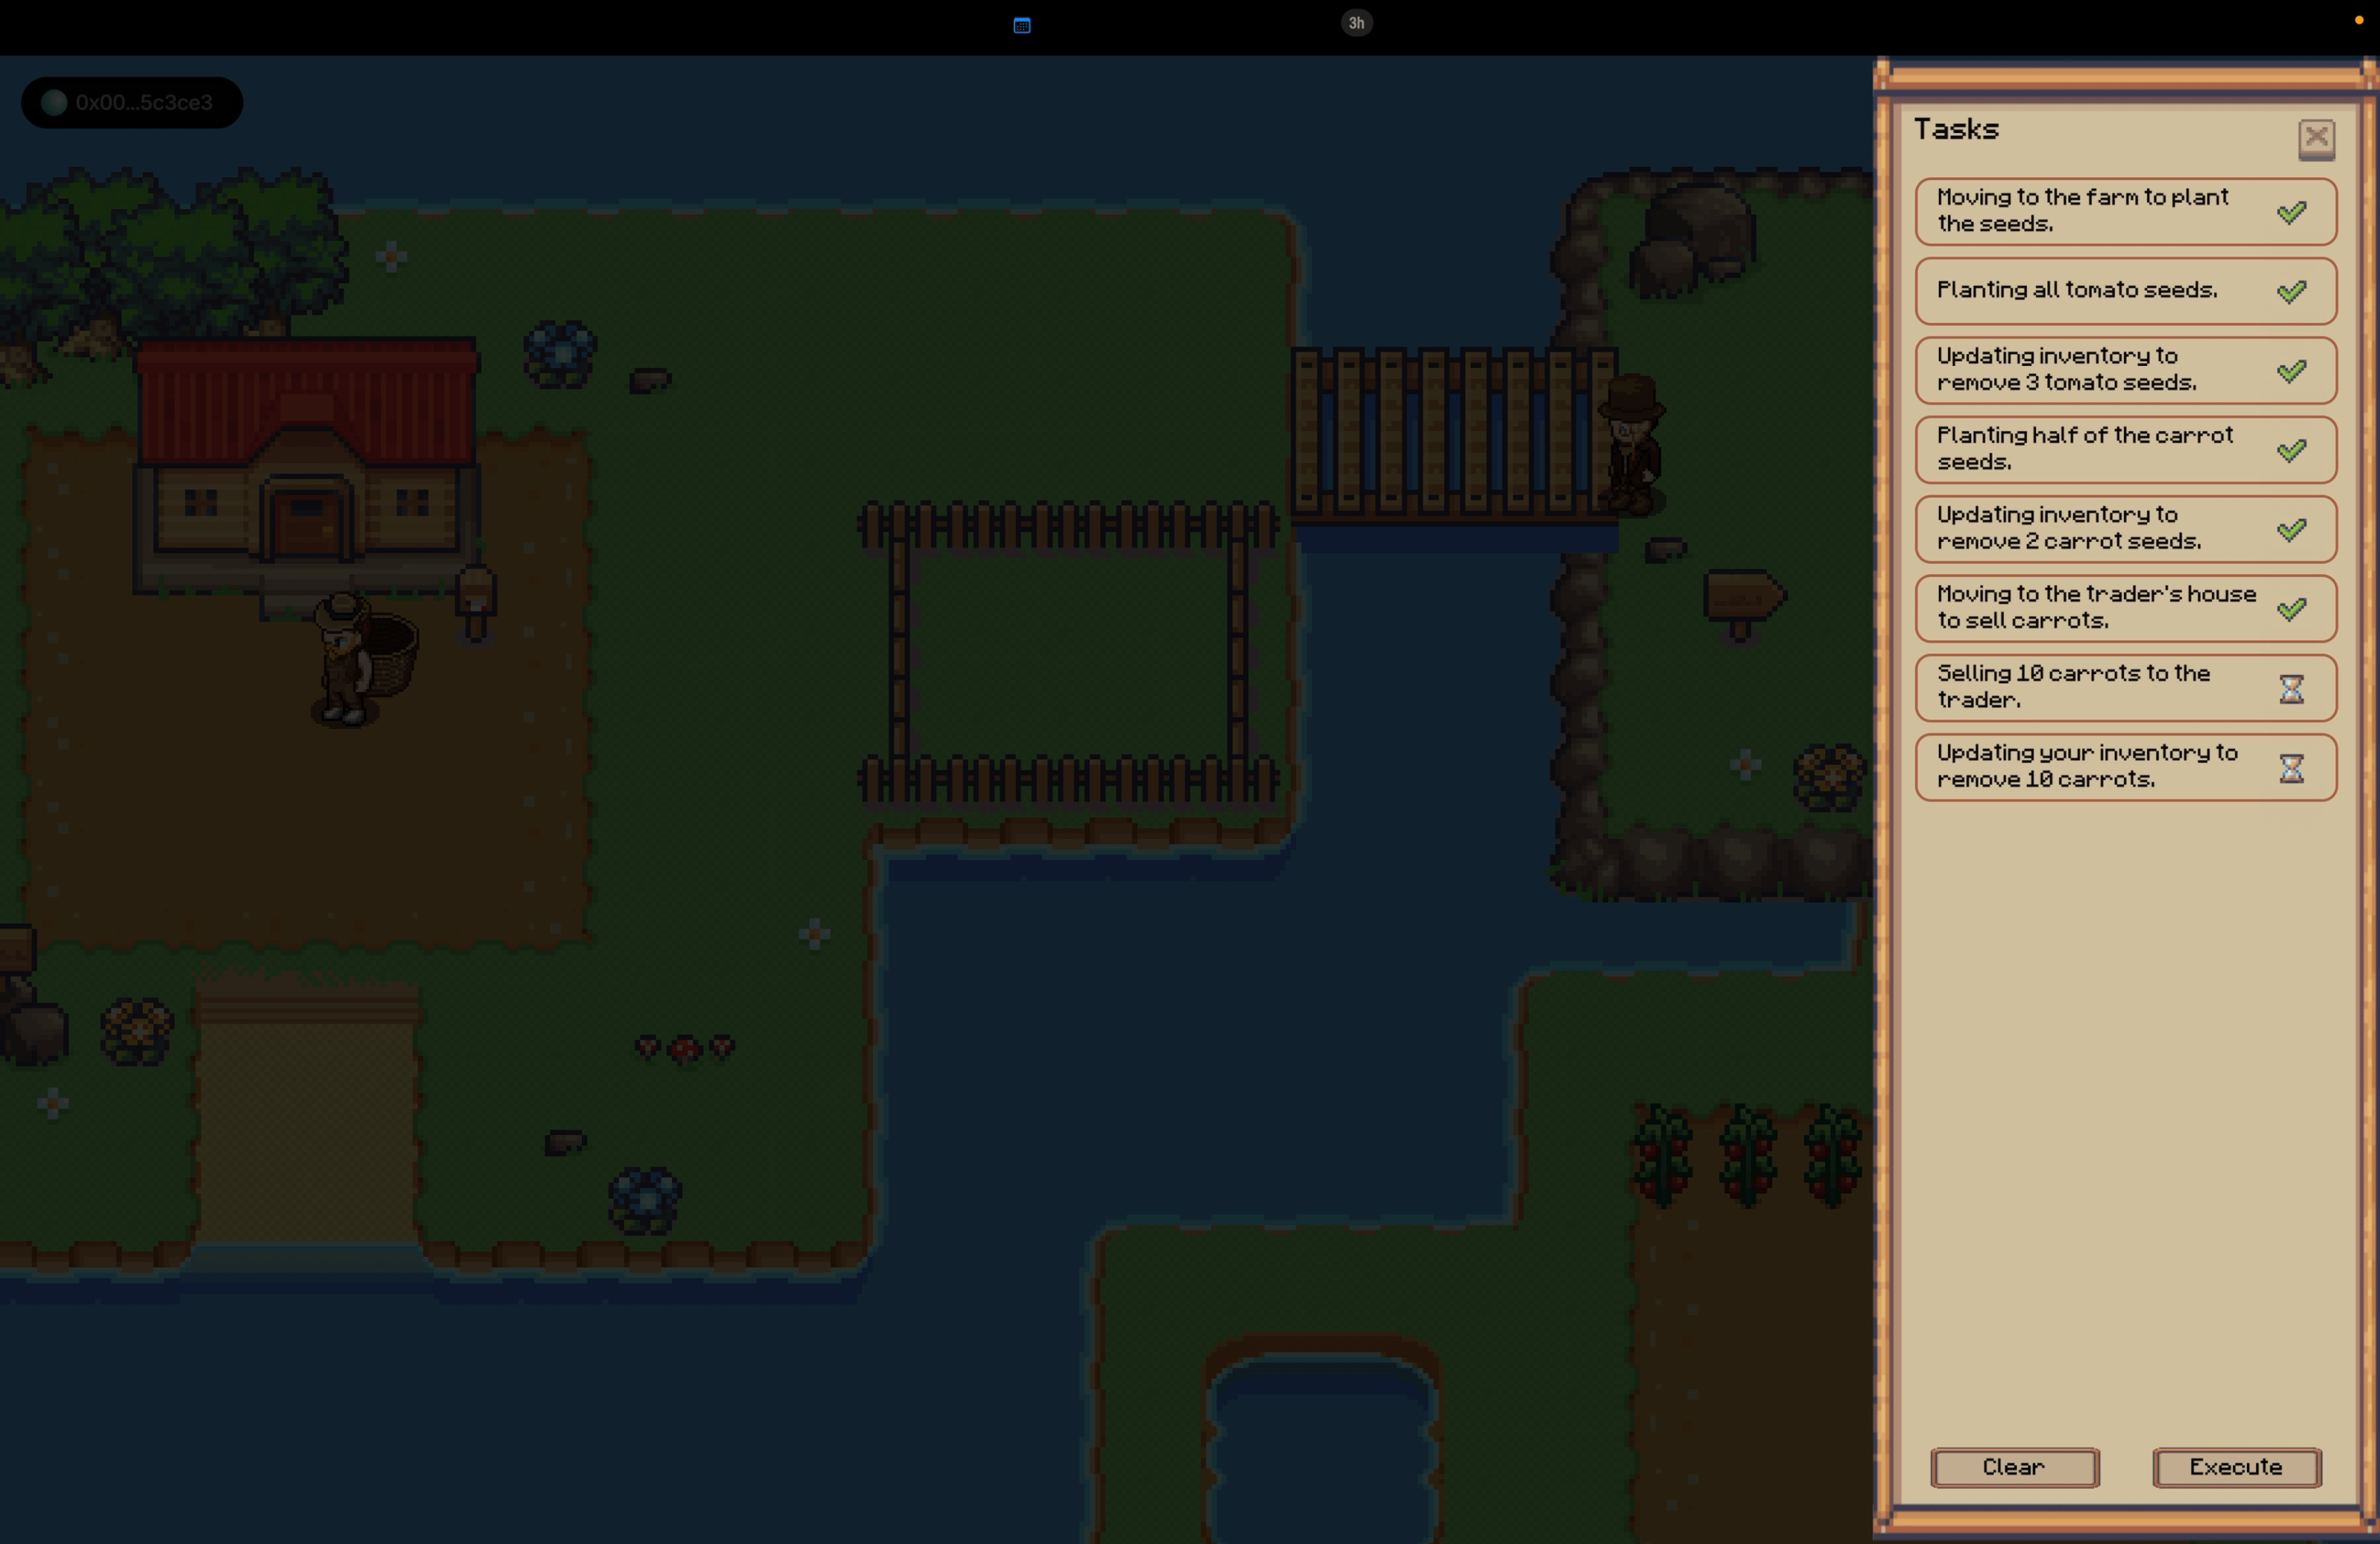 3h
0x00...5c3ce3
Tasks
Moving to the farm to plant
the seeds.
Planting all tomato seeds.
Updating inventory to
remove 3 tomato seeds.
Planting half of the carrot
seeds.
Updating inventory to
remove 2 carrot seeds.
Moving to the trader's house
to sell carrots.
Selling 10 carrots to the
trader.
Updating your inventory to
remove 10 carrots.
Clear
Execute